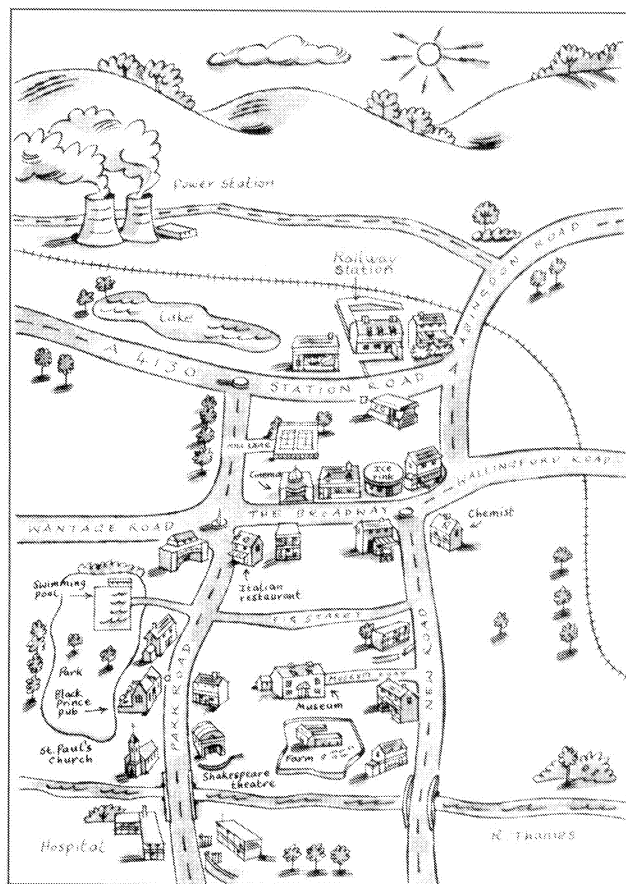 Power Station
Railway
Station
ABINGDON ROAD
Lake
A 4130
STATION ROAD
Cinema
Ice
rink
WALLINGFORD ROAD
THE BROADWAY
WANTAGE ROAD
Chemist
Swimming
pool
Italian
restaurant
Park
PARK ROAD
NEW ROAD
MUSEUM ROAD
Museum
Black
Prince
pub
St. Paul's
Church
Farm
Shakespeare
theatre
Hospital
R. Thames